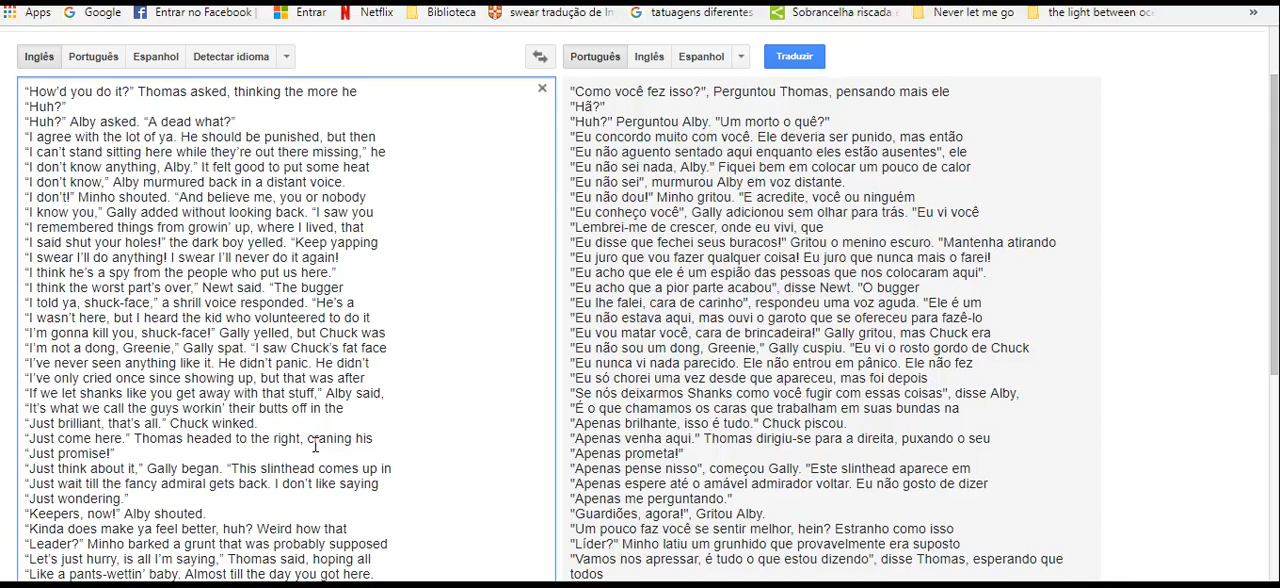 Apps Google Entrar no Facebook Entrar Netflix Biblioteca swear tradução de In tatuagens diferentes Sobrancelha riscada Never let me go the light between oce »
Inglês Português Espanhol Detectar idioma Português Inglês Espanhol Traduzir
“How’d you do it?” Thomas asked, thinking the more he
“Huh?”
“Huh?” Alby asked. “A dead what?”
“I agree with the lot of ya. He should be punished, but then
“I can’t stand sitting here while they’re out there missing,” he
“I don’t know anything, Alby.” It felt good to put some heat
“I don’t know,” Alby murmured back in a distant voice.
“I don’t!” Minho shouted. “And believe me, you or nobody
“I know you,” Gally added without looking back. “I saw you
“I remembered things from growin’ up, where I lived, that
“I said shut your holes!” the dark boy yelled. “Keep yapping
“I swear I’ll do anything! I swear I’ll never do it again!
“I think he’s a spy from the people who put us here.”
“I think the worst part’s over,” Newt said. “The bugger
“I told ya, shuck-face,” a shrill voice responded. “He’s a
“I wasn’t here, but I heard the kid who volunteered to do it
“I’m gonna kill you, shuck-face!” Gally yelled, but Chuck was
“I’m not a dong, Greenie,” Gally spat. “I saw Chuck’s fat face
“I’ve never seen anything like it. He didn’t panic. He didn’t
“I’ve only cried once since showing up, but that was after
“If we let shanks like you get away with that stuff,” Alby said,
“It’s what we call the guys workin’ their butts off in the
“Just brilliant, that’s all.” Chuck winked.
“Just come here.” Thomas headed to the right, craning his
“Just promise!”
“Just think about it,” Gally began. “This slinthead comes up in
“Just wait till the fancy admiral gets back. I don’t like saying
“Just wondering.”
“Keepers, now!” Alby shouted.
“Kinda does make ya feel better, huh? Weird how that
“Leader?” Minho barked a grunt that was probably supposed
“Let’s just hurry, is all I’m saying,” Thomas said, hoping all
“Like a pants-wettin’ baby. Almost till the day you got here.
"Como você fez isso?", Perguntou Thomas, pensando mais ele
"Hã?"
"Huh?" Perguntou Alby. "Um morto o quê?"
"Eu concordo muito com você. Ele deveria ser punido, mas então
"Eu não aguento sentado aqui enquanto eles estão ausentes", ele
"Eu não sei nada, Alby." Fiquei bem em colocar um pouco de calor
"Eu não sei", murmurou Alby em voz distante.
"Eu não dou!" Minho gritou. "E acredite, você ou ninguém
"Eu conheço você", Gally adicionou sem olhar para trás. "Eu vi você
"Lembrei-me de crescer, onde eu vivi, que
"Eu disse que fechei seus buracos!" Gritou o menino escuro. "Mantenha atirando
"Eu juro que vou fazer qualquer coisa! Eu juro que nunca mais o farei!
"Eu acho que ele é um espião das pessoas que nos colocaram aqui".
"Eu acho que a pior parte acabou", disse Newt. "O bugger
"Eu lhe falei, cara de carinho", respondeu uma voz aguda. "Ele é um
"Eu não estava aqui, mas ouvi o garoto que se ofereceu para fazê-lo
"Eu vou matar você, cara de brincadeira!" Gally gritou, mas Chuck era
"Eu não sou um dong, Greenie," Gally cuspiu. "Eu vi o rosto gordo de Chuck
"Eu nunca vi nada parecido. Ele não entrou em pânico. Ele não fez
"Eu só chorei uma vez desde que apareceu, mas foi depois
"Se nós deixarmos Shanks como você fugir com essas coisas", disse Alby,
"É o que chamamos os caras que trabalham em suas bundas na
"Apenas brilhante, isso é tudo." Chuck piscou.
"Apenas venha aqui." Thomas dirigiu-se para a direita, puxando o seu
"Apenas prometa!"
"Apenas pense nisso", começou Gally. "Este slinthead aparece em
"Apenas espere até o amável admirador voltar. Eu não gosto de dizer
"Apenas me perguntando."
"Guardiões, agora!", Gritou Alby.
"Um pouco faz você se sentir melhor, hein? Estranho como isso
"Líder?" Minho latiu um grunhido que provavelmente era suposto
"Vamos nos apressar, é tudo o que estou dizendo", disse Thomas, esperando que
todos